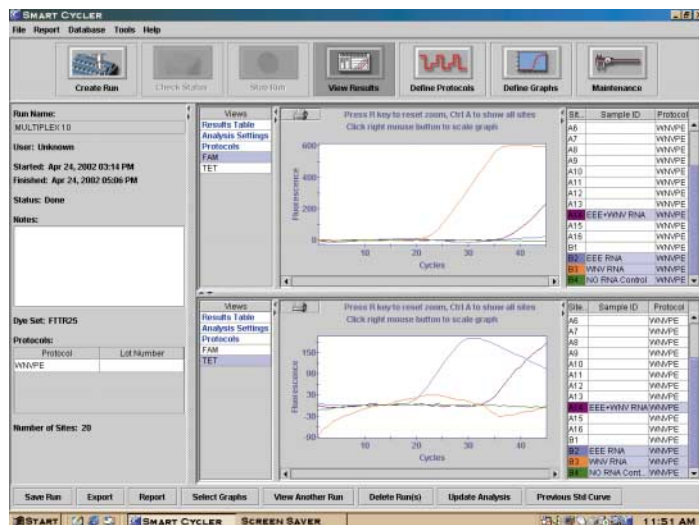 SMART CYCLER
File Report Database Tools Help
Create Run
Check Status
Stop Run
View Results
Define Protocols
Define Graphs
Maintenance
Run Name:
MULTIPLEX 10
User: Unknown
Started: Apr 24, 2002 03:14 PM
Finished: Apr 24, 2002 05:06 PM
Status: Done
Notes:
Dye Set: FTTR25
Protocols:
Protocol Lot Number
WNVPE
Number of Sites: 20
Views
Results Table
Analysis Settings
Protocols
FAM
TET
Press R key to reset zoom, Ctrl A to show all sites
Click right mouse button to scale graph
Fluorescence
600
400
200
0
10 20 30 40
Cycles
Sit... Sample ID Protocol
A6 WNVPE
A7 WNVPE
A8 WNVPE
A9 WNVPE
A10 WNVPE
A11 WNVPE
A12 WNVPE
A13 WNVPE
A14 EEE+WNV RNA WNVPE
A15 WNVPE
A16 WNVPE
B1 WNVPE
B2 EEE RNA WNVPE
B3 WNV RNA WNVPE
B4 NO RNA Control WNVPE
Views
Results Table
Analysis Settings
Protocols
FAM
TET
Press R key to reset zoom, Ctrl A to show all sites
Click right mouse button to scale graph
Fluorescence
150
90
30
-30
-90
10 20 30 40
Cycles
Site... Sample ID Protocol
A6 WNVPE
A7 WNVPE
A8 WNVPE
A9 WNVPE
A10 WNVPE
A11 WNVPE
A12 WNVPE
A13 WNVPE
A14 EEE+WNV RNA WNVPE
A15 WNVPE
A16 WNVPE
B1 WNVPE
B2 EEE RNA WNVPE
B3 WNV RNA WNVPE
B4 NO RNA Cont... WNVPE
Save Run
Export
Report
Select Graphs
View Another Run
Delete Run(s)
Update Analysis
Previous Std Curve
START SMART CYCLER SCREEN SAVER 11:51 AM